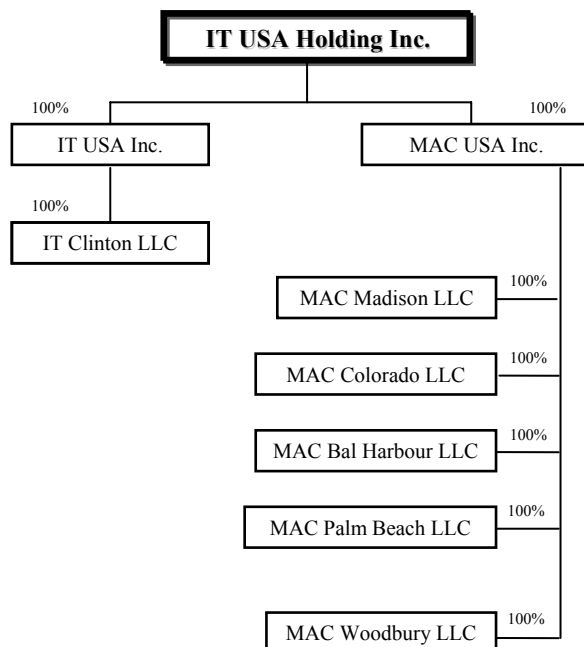 IT USA Holding Inc.
100%
100%
IT USA Inc.
MAC USA Inc.
100%
IT Clinton LLC
100%
MAC Madison LLC
100%
MAC Colorado LLC
100%
MAC Bal Harbour LLC
100%
MAC Palm Beach LLC
100%
MAC Woodbury LLC